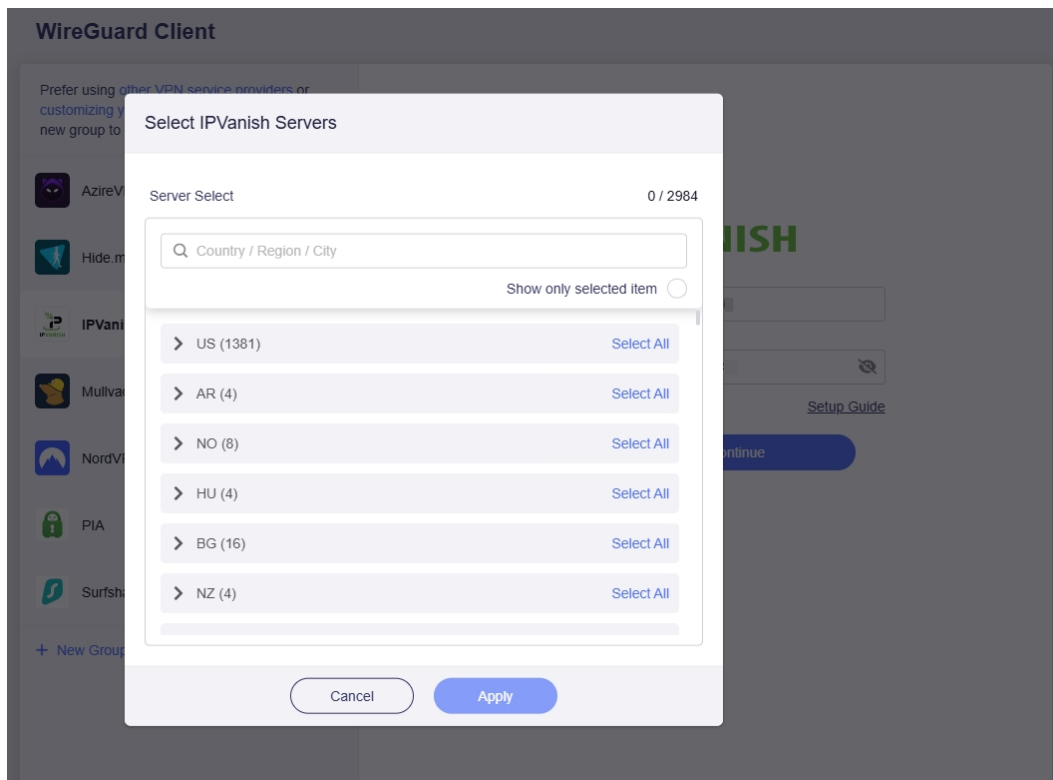 WireGuard Client
Prefer using other VPN service providers or
customizing y
new group to
AzireV
Hide.m
IPVani
Mullva
NordV
PIA
Surfsh
+ New Group
Select IPVanish Servers
Server Select
0 / 2984
Country / Region / City
Show only selected item
US (1381)
Select All
AR (4)
Select All
NO (8)
Select All
HU (4)
Select All
BG (16)
Select All
NZ (4)
Select All
Cancel
Apply
NISH
Setup Guide
ontinue